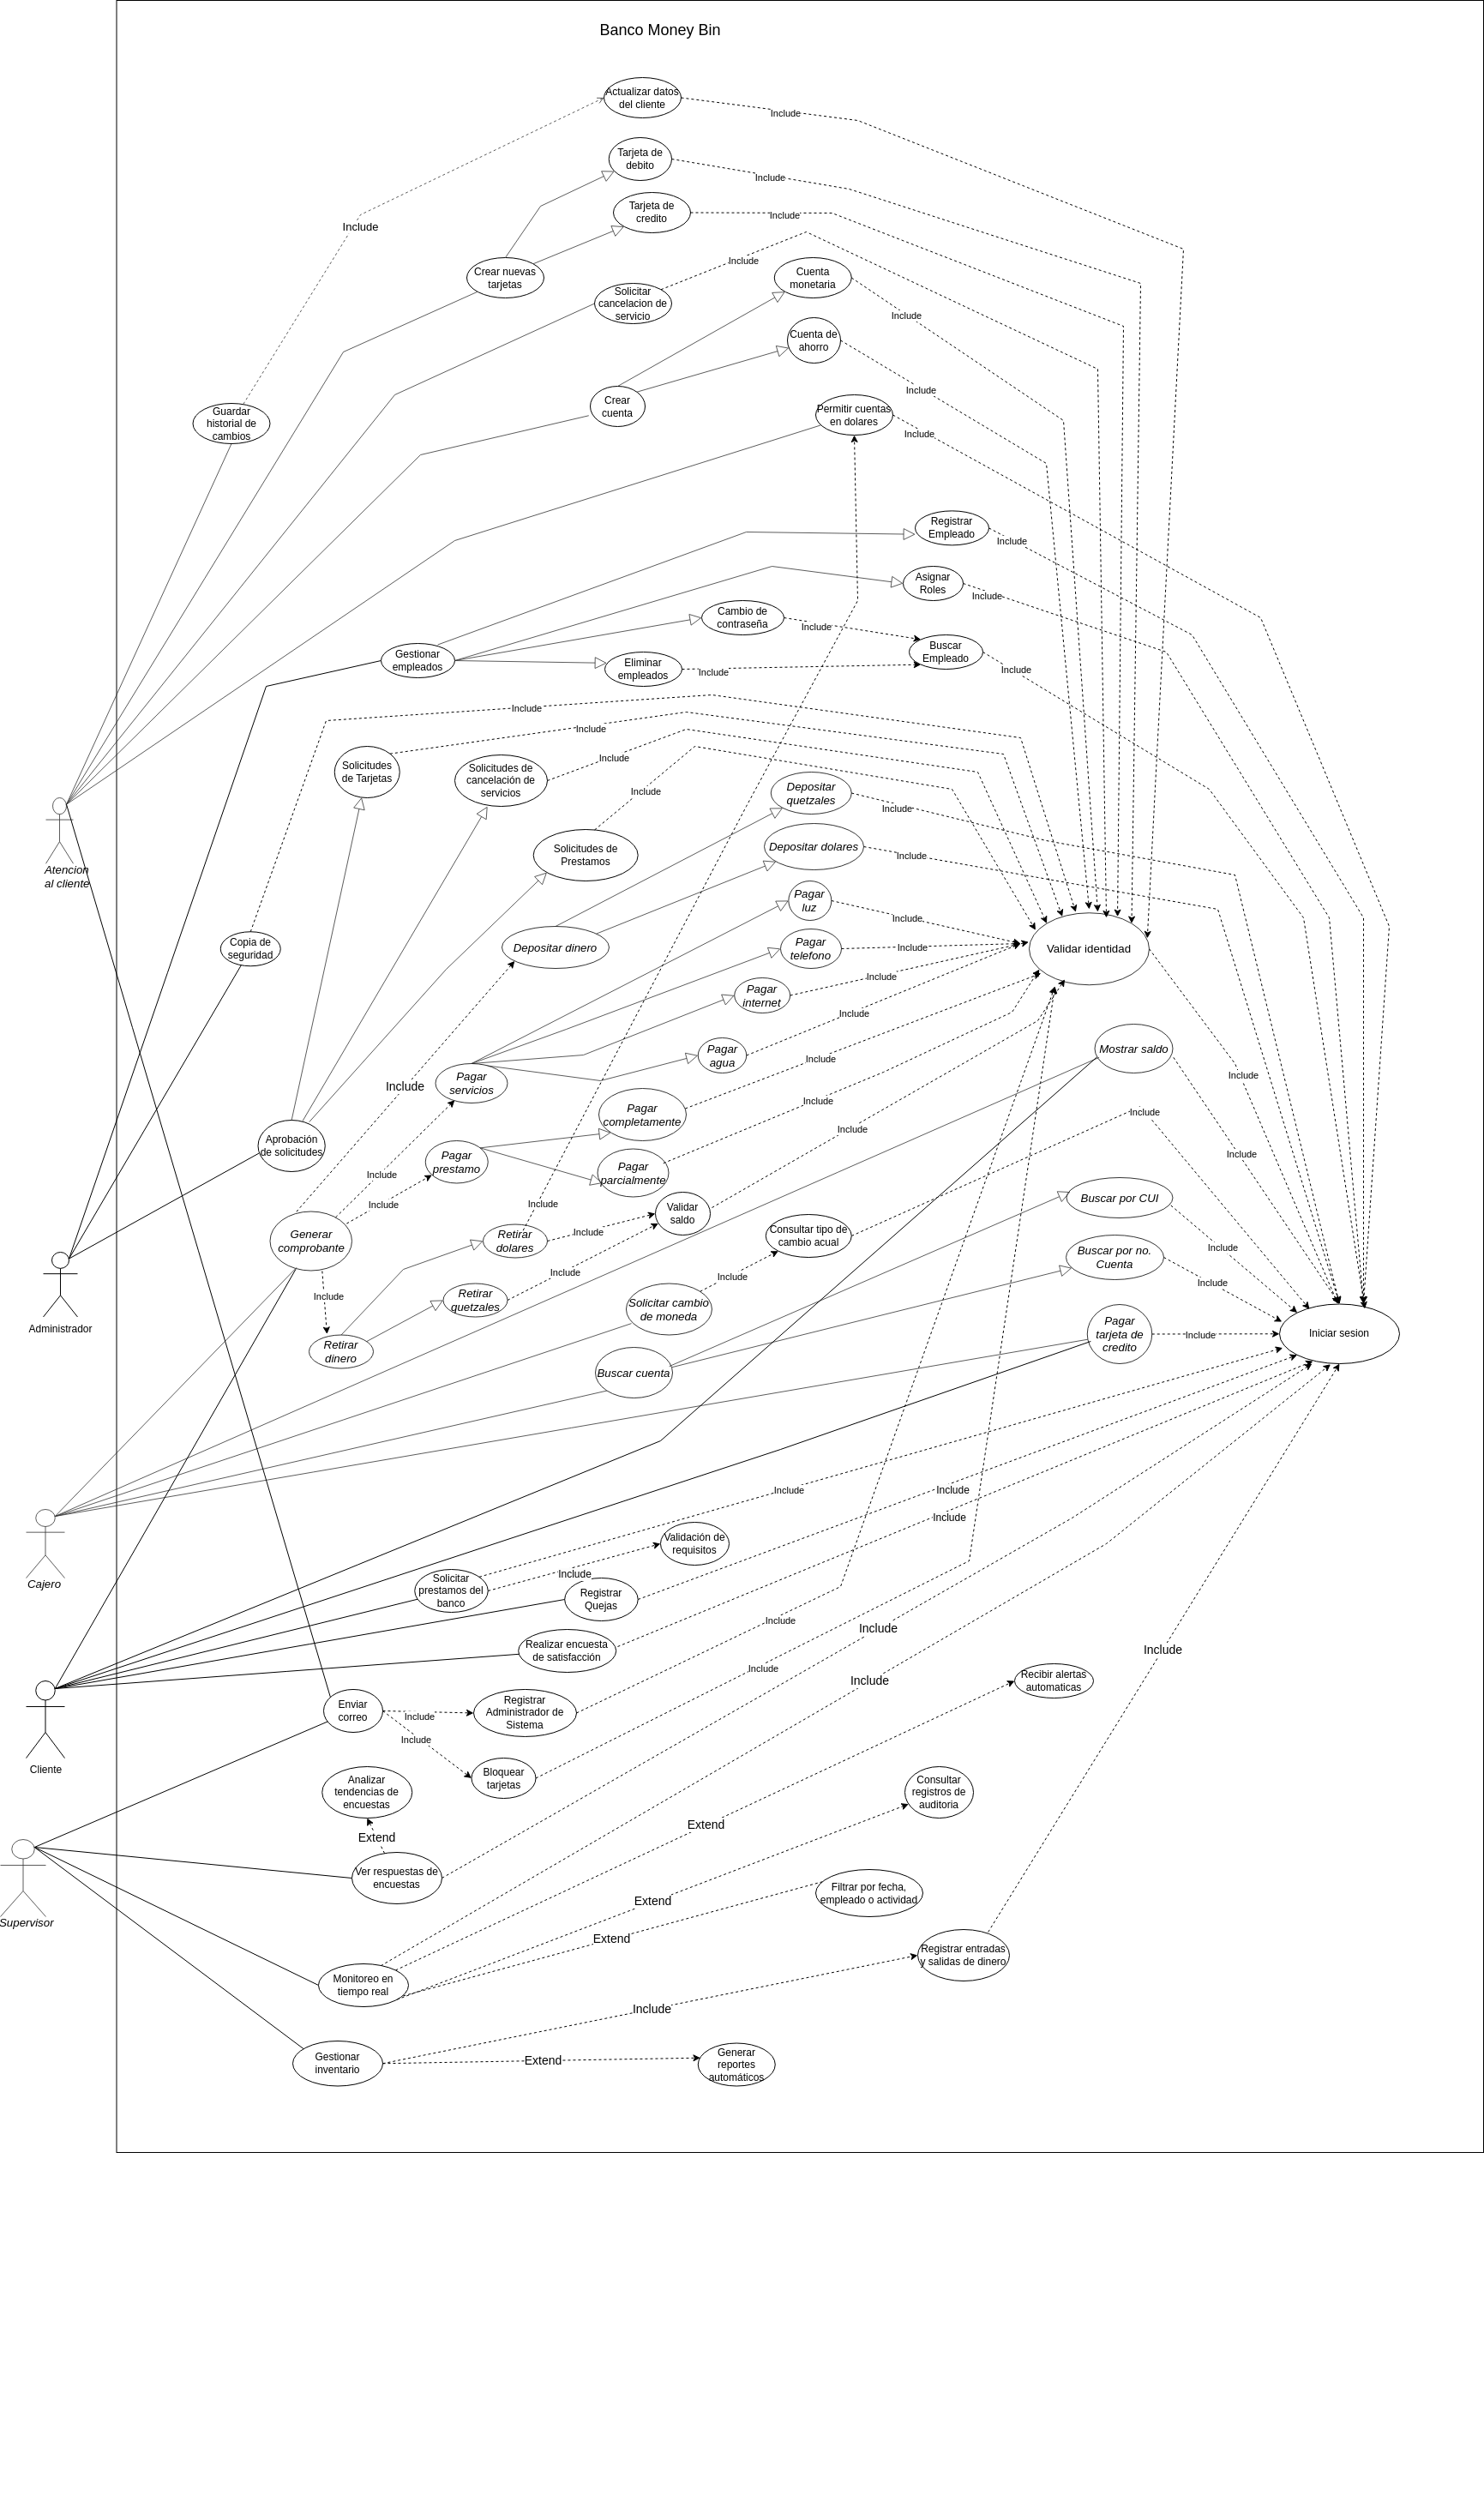 Banco Money Bin
Actualizar datos
del cliente
Include
Tarjeta de
debito
Include
Tarjeta de
credito
Include
Include
Crear nuevas
tarjetas
Include
Cuenta
monetaria
Solicitar
cancelacion de
servicio
Include
Cuenta de
ahorro
Include
Crear
cuenta
Permitir cuentas
en dolares
Include
Guardar
historial de
cambios
Registrar
Empleado
Include
Asignar
Roles
Include
Cambio de
contraseña
Include
Gestionar
empleados
Eliminar
empleados
Include
Buscar
Empleado
Include
Include
Include
Solicitudes
de Tarjetas
Solicitudes de
cancelación de
servicios
Include
Include
Depositar
quetzales
Include
Solicitudes de
Prestamos
Depositar dolares
Include
Atencion
al cliente
Pagar
luz
Include
Copia de
seguridad
Depositar dinero
Pagar
telefono
Include
Validar identidad
Pagar
internet
Include
Include
Pagar
agua
Mostrar saldo
Include
Include
Pagar
servicios
Include
Pagar
completamente
Include
Include
Aprobación
de solicitudes
Pagar
prestamo
Include
Include
Include
Pagar
parcialmente
Include
Include
Validar
saldo
Buscar por CUI
Generar
comprobante
Retirar
dolares
Include
Consultar tipo de
cambio acual
Include
Buscar por no.
Cuenta
Include
Include
Include
Include
Retirar
quetzales
Solicitar cambio
de moneda
Administrador
Retirar
dinero
Buscar cuenta
Pagar
tarjeta de
credito
Include
Iniciar sesion
Include
Include
Include
Cajero
Validación de
requisitos
Solicitar
prestamos del
banco
Include
Registrar
Quejas
Include
Realizar encuesta
de satisfacción
Include
Include
Include
Include
Recibir alertas
automaticas
Enviar
correo
Include
Registrar
Administrador de
Sistema
Include
Cliente
Bloquear
tarjetas
Analizar
tendencias de
encuestas
Consultar
registros de
auditoria
Extend
Extend
Ver respuestas de
encuestas
Extend
Filtrar por fecha,
empleado o actividad
Supervisor
Extend
Registrar entradas
y salidas de dinero
Monitoreo en
tiempo real
Include
Gestionar
inventario
Extend
Generar
reportes
automáticos